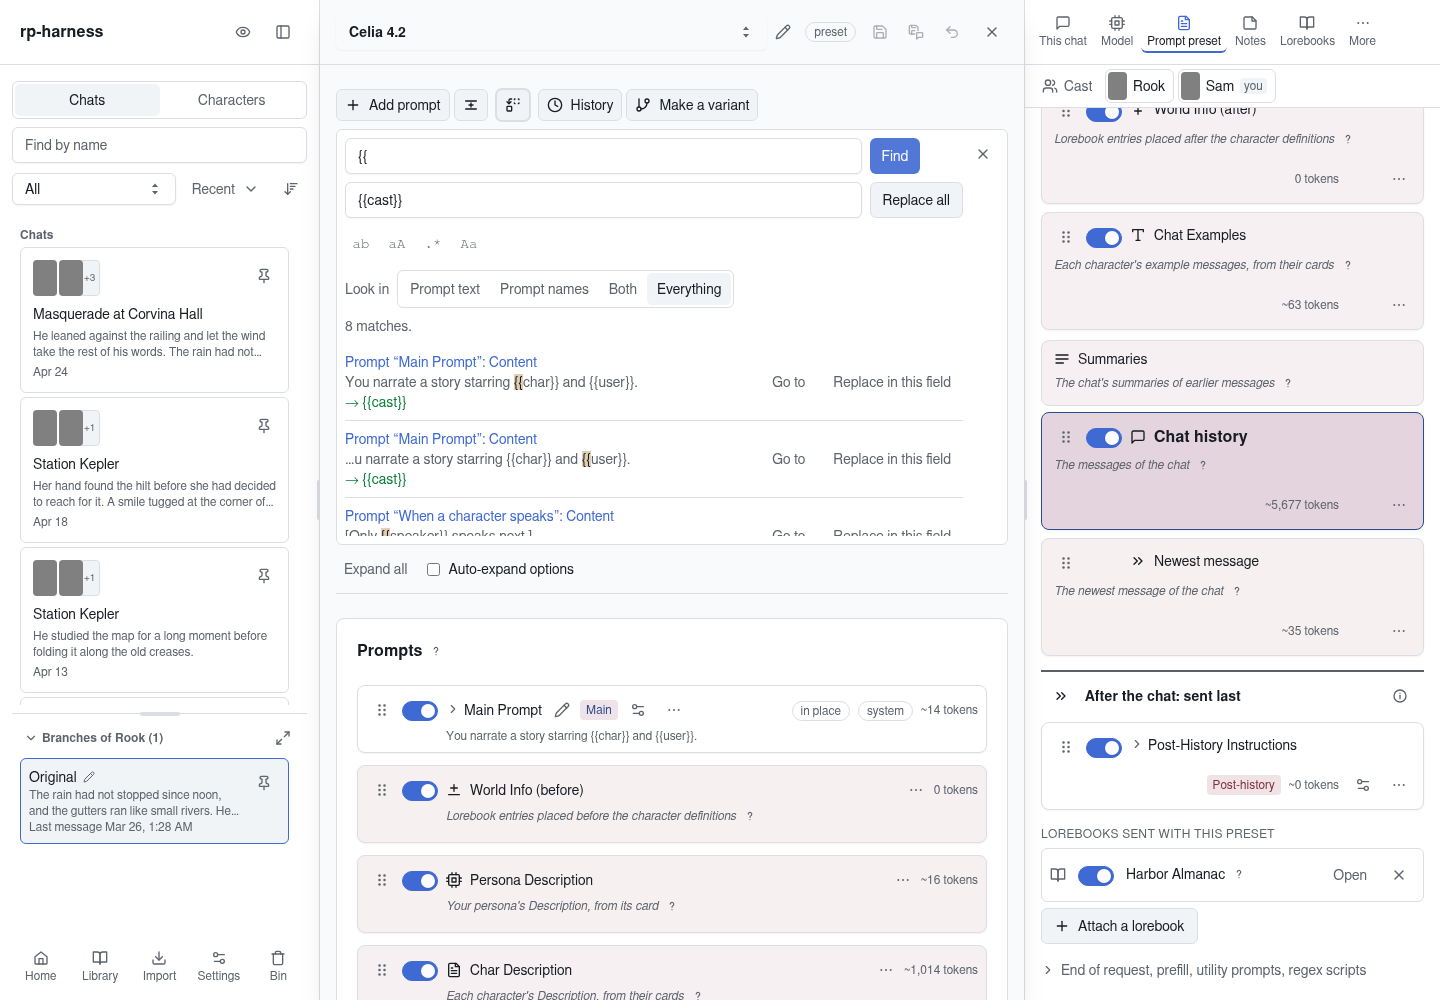 rp-harness
Chats
Characters
Find by name
All
Recent
Chats
+3
Masquerade at Corvina Hall
He leaned against the railing and let the wind
take the rest of his words. The rain had not...
Apr 24
+1
Station Kepler
Her hand found the hilt before she had decided
to reach for it. A smile tugged at the corner of...
Apr 18
+1
Station Kepler
He studied the map for a long moment before
folding it along the old creases.
Apr 13
Branches of Rook (1)
Original
The rain had not stopped since noon,
and the gutters ran like small rivers. He...
Last message Mar 26, 1:28 AM
Home
Library
Import
Settings
Bin
Celia 4.2
preset
Add prompt
History
Make a variant
{{
Find
{{cast}}
Replace all
ab aA .* Aa
Look in
Prompt text
Prompt names
Both
Everything
8 matches.
Prompt “Main Prompt”: Content
You narrate a story starring {{char}} and {{user}}.
Go to
Replace in this field
→ {{cast}}
Prompt “Main Prompt”: Content
...u narrate a story starring {{char}} and {{user}}.
Go to
Replace in this field
→ {{cast}}
Prompt “When a character speaks”: Content
[Only {{speaker}} speaks next.]
Go to
Replace in this field
Expand all
Auto-expand options
Prompts ?
Main Prompt
Main
in place
system
~14 tokens
You narrate a story starring {{char}} and {{user}}.
World Info (before)
0 tokens
Lorebook entries placed before the character definitions ?
Persona Description
~16 tokens
Your persona's Description, from its card ?
Char Description
~1,014 tokens
Each character's Description, from their cards ?
This chat
Model
Prompt preset
Notes
Lorebooks
More
Cast
Rook
Sam you
World Info (after)
Lorebook entries placed after the character definitions ?
0 tokens
Chat Examples
Each character's example messages, from their cards ?
~63 tokens
Summaries
The chat's summaries of earlier messages ?
Chat history
The messages of the chat ?
~5,677 tokens
Newest message
The newest message of the chat ?
~35 tokens
After the chat: sent last
Post-History Instructions
Post-history
~0 tokens
LOREBOOKS SENT WITH THIS PRESET
Harbor Almanac ?
Open
Attach a lorebook
End of request, prefill, utility prompts, regex scripts